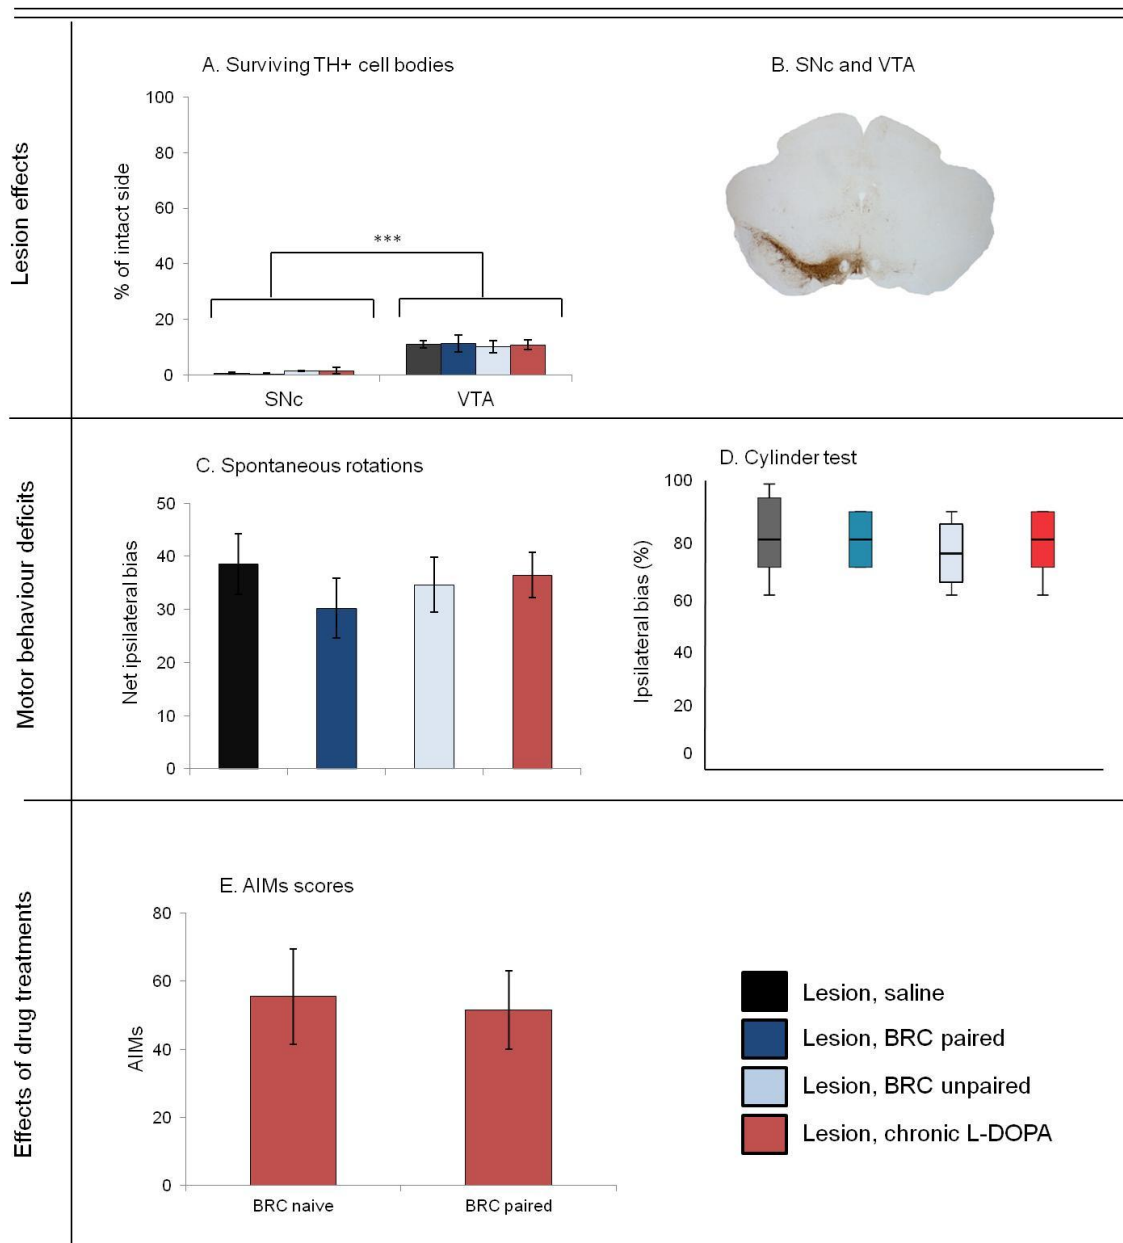 Lesion effects
A. Surviving TH+ cell bodies
% of intact side
100
80
60
40
20
0
***
SNc
VTA
B. SNc and VTA
Motor behaviour deficits
C. Spontaneous rotations
Net ipsilateral bias
50
40
30
20
10
0
D. Cylinder test
Ipsilateral bias (%)
100
80
60
40
20
0
Effects of drug treatments
E. AIMs scores
AIMs
80
60
40
20
0
BRC naive
BRC paired
Lesion, saline
Lesion, BRC paired
Lesion, BRC unpaired
Lesion, chronic L-DOPA